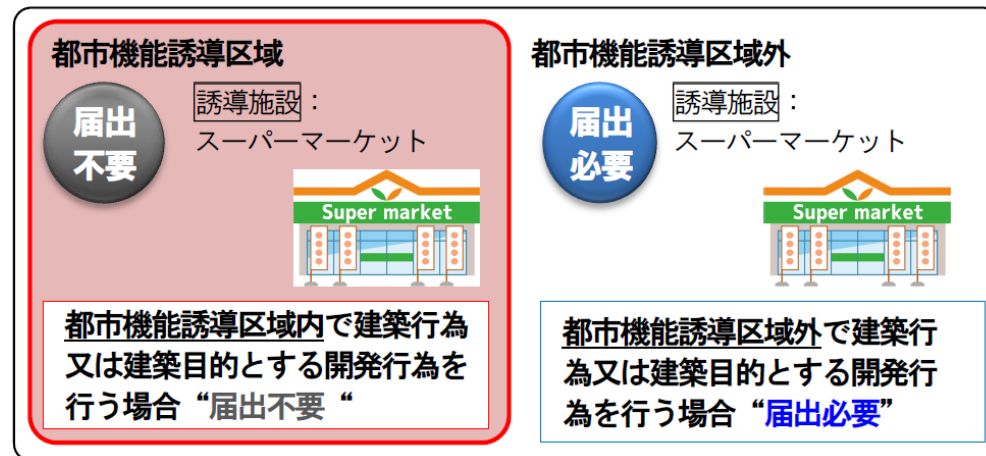 都市機能誘導区域
届出
不要
誘導施設：
スーパーマーケット
Super market
都市機能誘導区域内で建築行為
又は建築目的とする開発行為を
行う場合“届出不要“
都市機能誘導区域外
届出
必要
誘導施設：
スーパーマーケット
Super market
都市機能誘導区域外で建築行
為又は建築目的とする開発行
為を行う場合“届出必要”